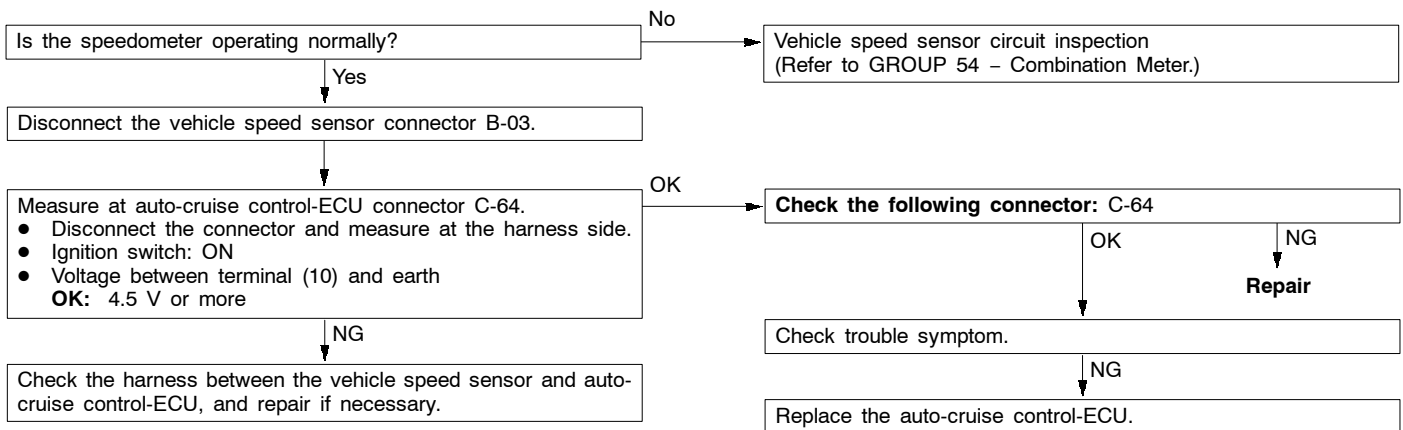 Is the speedometer operating normally?
No
Vehicle speed sensor circuit inspection
(Refer to GROUP 54 – Combination Meter.)
Yes
Disconnect the vehicle speed sensor connector B-03.
Measure at auto-cruise control-ECU connector C-64.
● Disconnect the connector and measure at the harness side.
● Ignition switch: ON
● Voltage between terminal (10) and earth
OK: 4.5 V or more
OK
Check the following connector: C-64
OK
NG
Repair
Check trouble symptom.
NG
Replace the auto-cruise control-ECU.
NG
Check the harness between the vehicle speed sensor and auto-
cruise control-ECU, and repair if necessary.